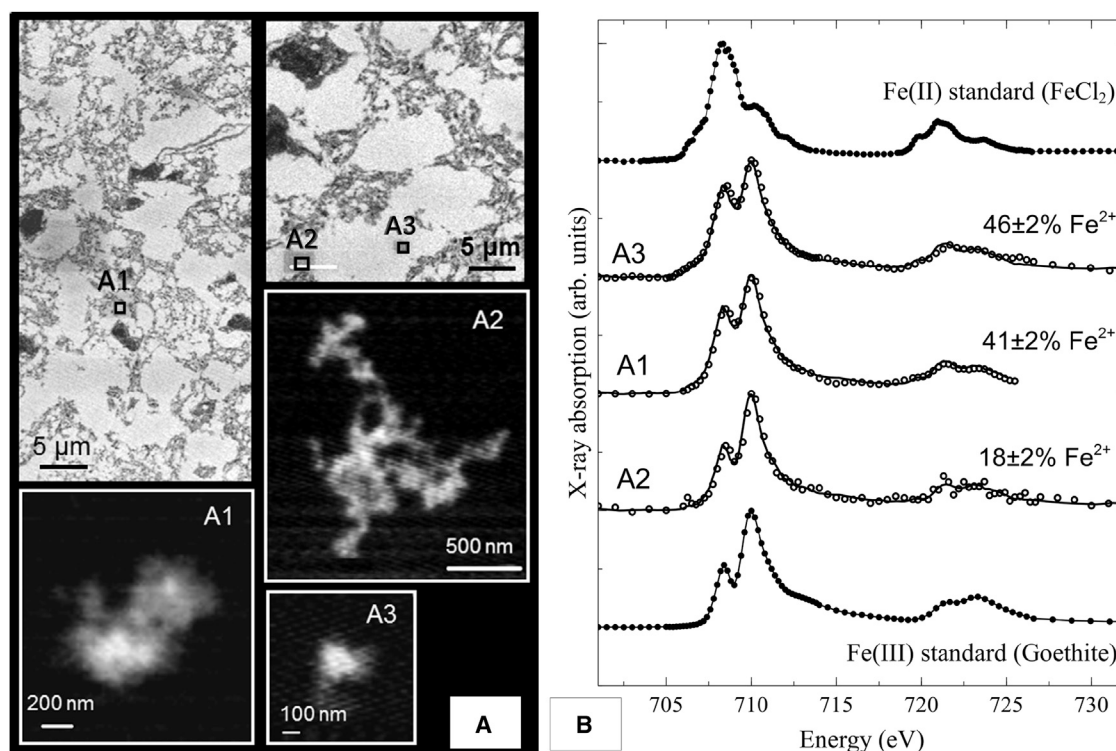 A1
5 µm
A2
A3
5 µm
A2
500 nm
A1
200 nm
A3
100 nm
A
X-ray absorption (arb. units)
Fe(II) standard (FeCl₂)
A3
46±2% Fe²⁺
A1
41±2% Fe²⁺
A2
18±2% Fe²⁺
Fe(III) standard (Goethite)
705 710 715 720 725 730
Energy (eV)
B